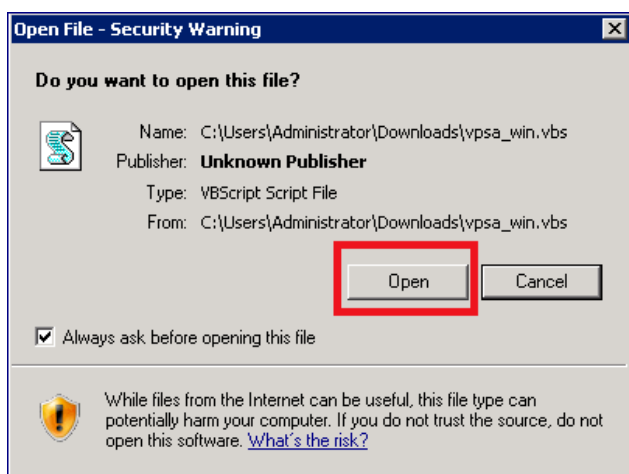 Open File - Security Warning
Do you want to open this file?
Name: C:\Users\Administrator\Downloads\vpsa_win.vbs
Publisher: Unknown Publisher
Type: VBScript Script File
From: C:\Users\Administrator\Downloads\vpsa_win.vbs
Open Cancel
Always ask before opening this file
While files from the Internet can be useful, this file type can
potentially harm your computer. If you do not trust the source, do not
open this software. What's the risk?